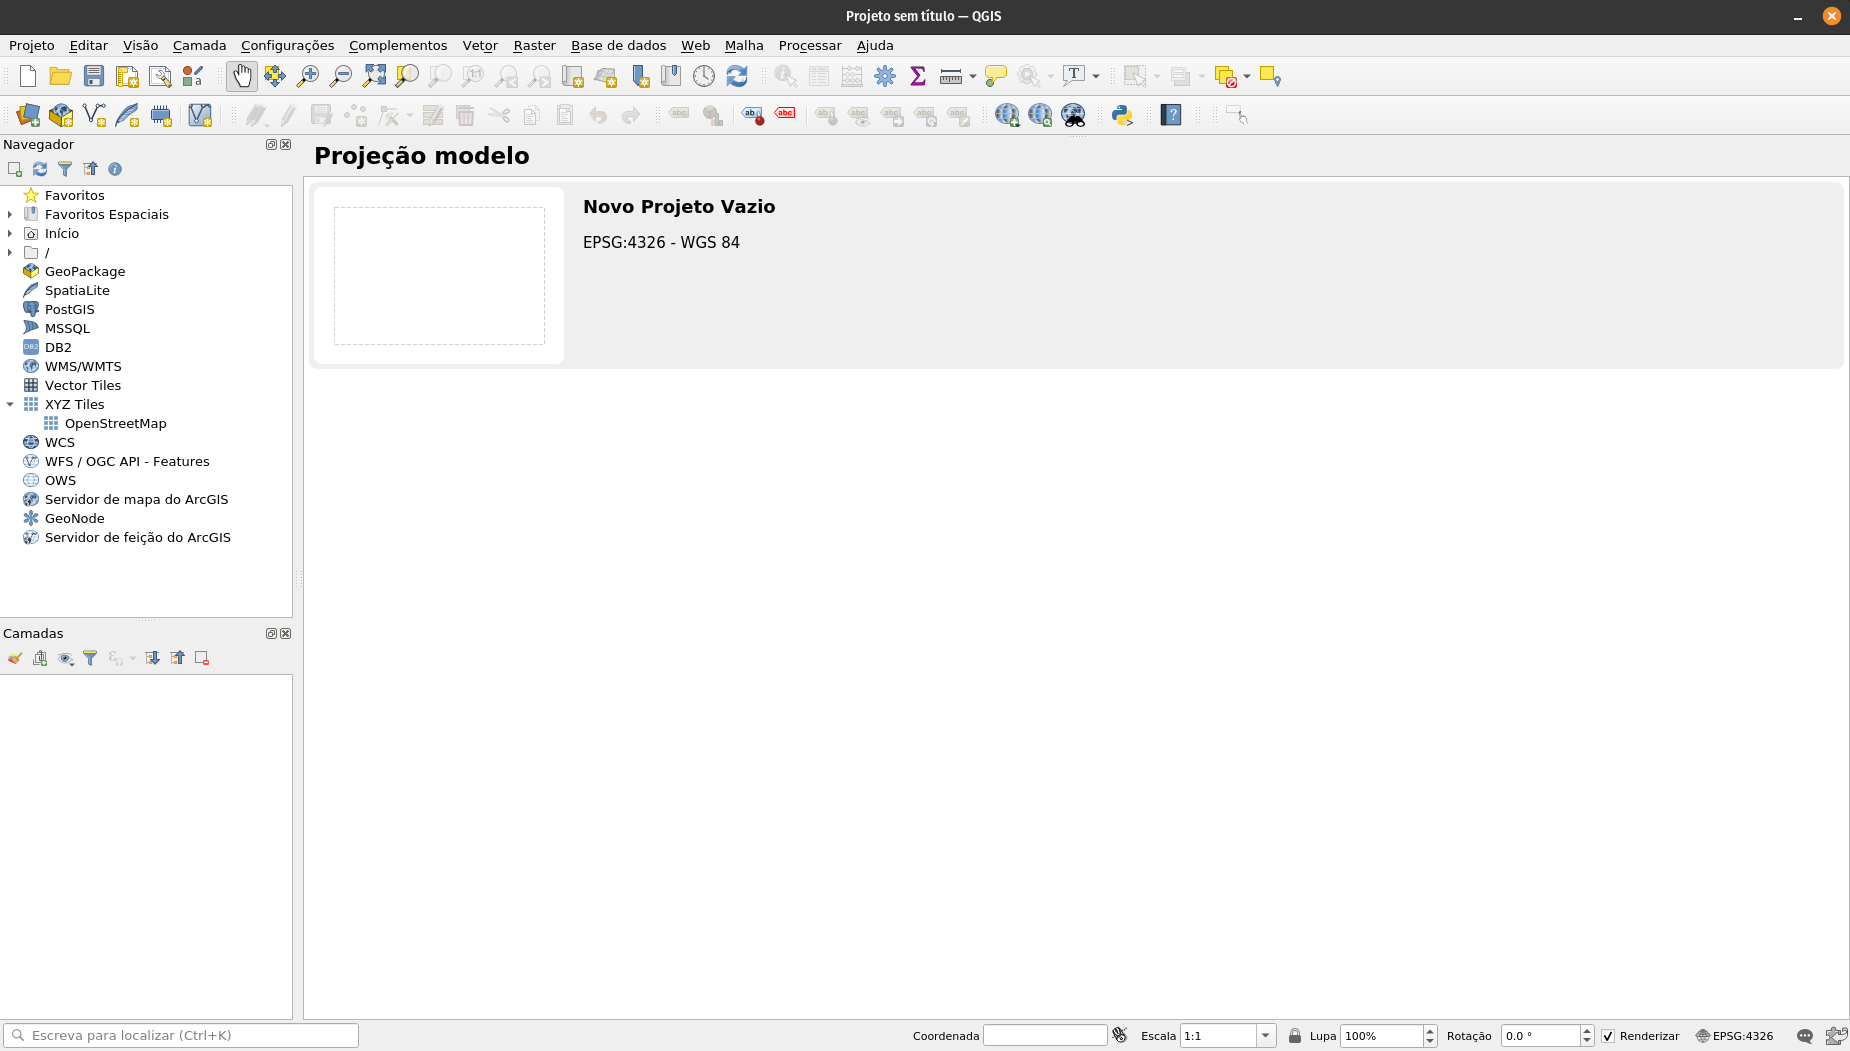 Projeto sem título — QGIS
Projeto Editar Visão Camada Configurações Complementos Vetor Raster Base de dados Web Malha Processar Ajuda
Navegador
Favoritos
Favoritos Espaciais
Início
/
GeoPackage
SpatiaLite
PostGIS
MSSQL
DB2
WMS/WMTS
Vector Tiles
XYZ Tiles
OpenStreetMap
WCS
WFS / OGC API - Features
OWS
Servidor de mapa do ArcGIS
GeoNode
Servidor de feição do ArcGIS
Camadas
Projeção modelo
Novo Projeto Vazio
EPSG:4326 - WGS 84
Escreva para localizar (Ctrl+K) Coordenada Escala 1:1 Lupa 100% Rotação 0.0 ° Renderizar EPSG:4326